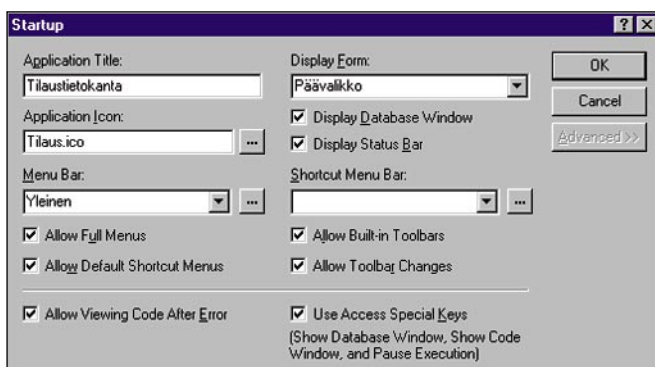 Startup
Application Title:
Tilaustietokanta
Application Icon:
Tilaus.ico
...
Menu Bar:
Yleinen
...
Allow Full Menus
Allow Default Shortcut Menus
Display Form:
Päävalikko
Display Database Window
Display Status Bar
Shortcut Menu Bar:
...
Allow Built-in Toolbars
Allow Toolbar Changes
OK
Cancel
Advanced >>
Allow Viewing Code After Error
Use Access Special Keys
(Show Database Window, Show Code
Window, and Pause Execution)